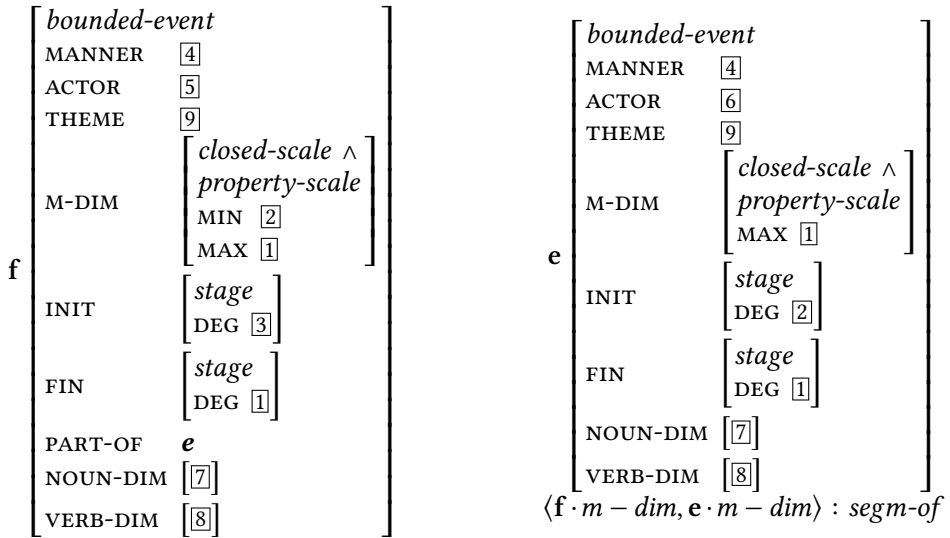 f
bounded-event
MANNER 4
ACTOR 5
THEME 9
M-DIM
closed-scale ∧
property-scale
MIN 2
MAX 1
INIT
stage
DEG 3
FIN
stage
DEG 1
PART-OF e
NOUN-DIM [7]
VERB-DIM [8]
e
bounded-event
MANNER 4
ACTOR 6
THEME 9
M-DIM
closed-scale ∧
property-scale
MAX 1
INIT
stage
DEG 2
FIN
stage
DEG 1
NOUN-DIM [7]
VERB-DIM [8]
⟨f · m − dim, e · m − dim⟩ : segm-of